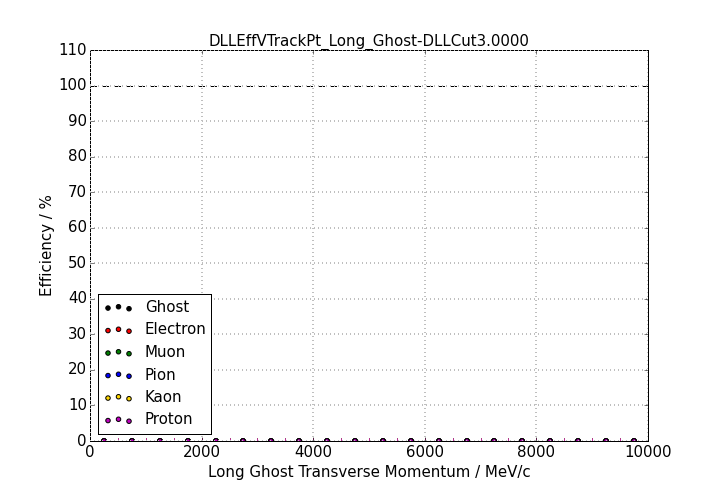 DLLEffVTrackPt_Long_Ghost-DLLCut3.0000
110
100
90
80
70
60
50
40
30
20
10
0
Efficiency / %
Ghost
Electron
Muon
Pion
Kaon
Proton
0 2000 4000 6000 8000 10000
Long Ghost Transverse Momentum / MeV/c